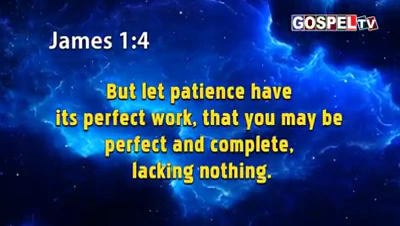 James 1:4
GOSPEL TV
But let patience have
its perfect work, that you may be
perfect and complete,
lacking nothing.